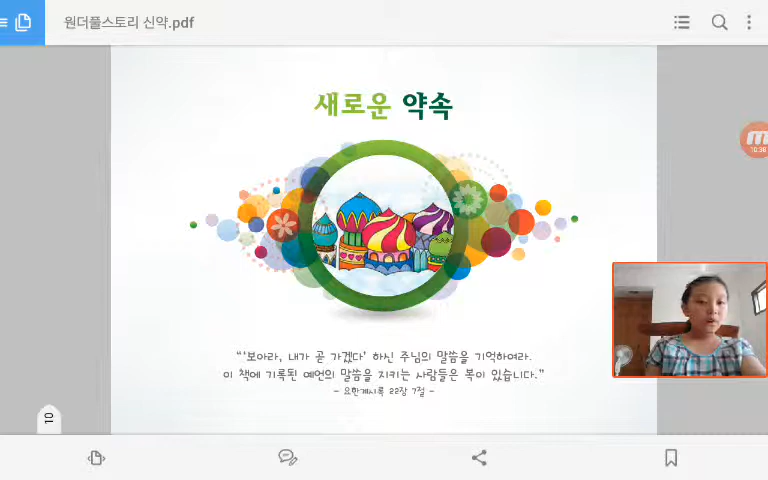 원더풀스토리 신약.pdf
새로운 약속
10:38
“‘보아라, 내가 곧 가겠다’ 하신 주님의 말씀을 기억하여라.
이 책에 기록된 예언의 말씀을 지키는 사람들은 복이 있습니다.”
- 요한계시록 22장 7절 -
10